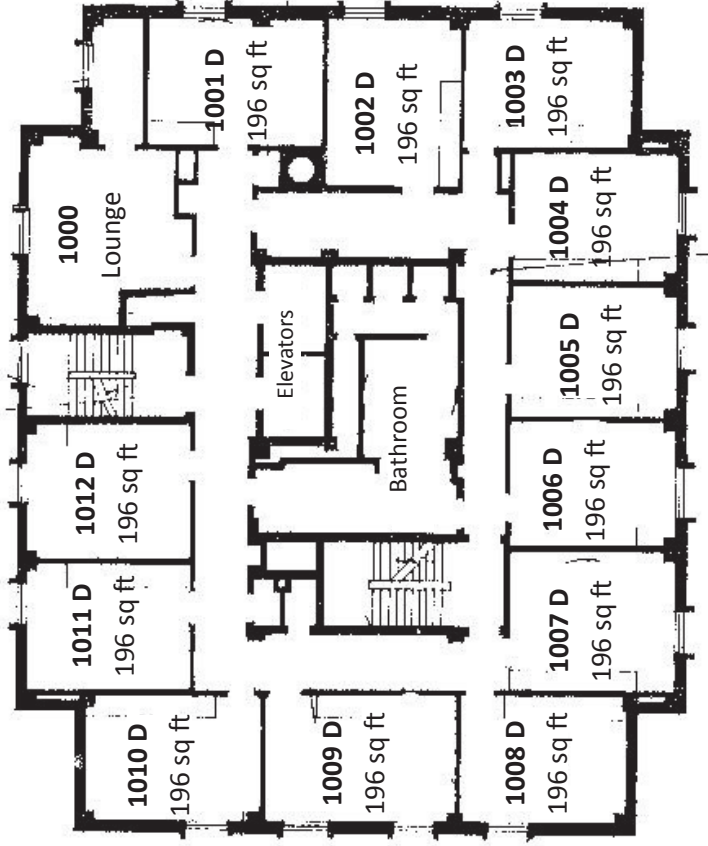 1000
Lounge
1001 D
196 sq ft
1002 D
196 sq ft
1003 D
196 sq ft
1004 D
196 sq ft
1005 D
196 sq ft
1006 D
196 sq ft
1007 D
196 sq ft
1008 D
196 sq ft
1009 D
196 sq ft
1010 D
196 sq ft
1011 D
196 sq ft
1012 D
196 sq ft
Elevators
Bathroom